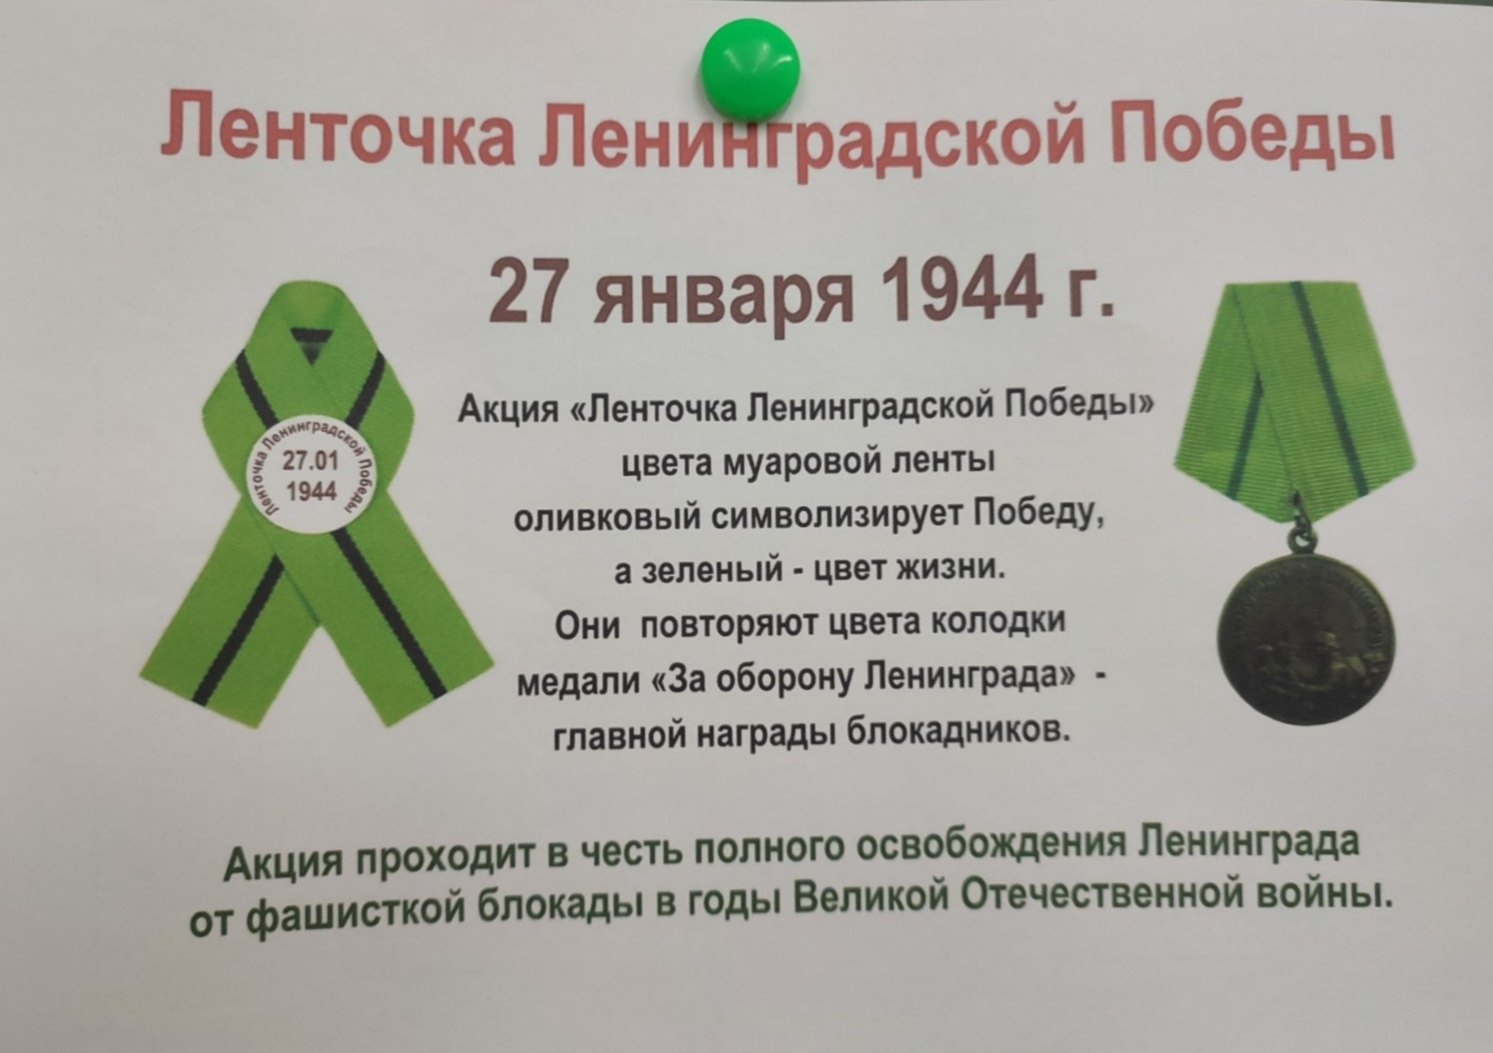 Ленточка Ленинградской Победы
27 января 1944 г.
Ленточка Ленинградской Победы
27.01
1944
Акция «Ленточка Ленинградской Победы»
цвета муаровой ленты
оливковый символизирует Победу,
а зеленый - цвет жизни.
Они повторяют цвета колодки
медали «За оборону Ленинграда» -
главной награды блокадников.
Акция проходит в честь полного освобождения Ленинграда
от фашисткой блокады в годы Великой Отечественной войны.